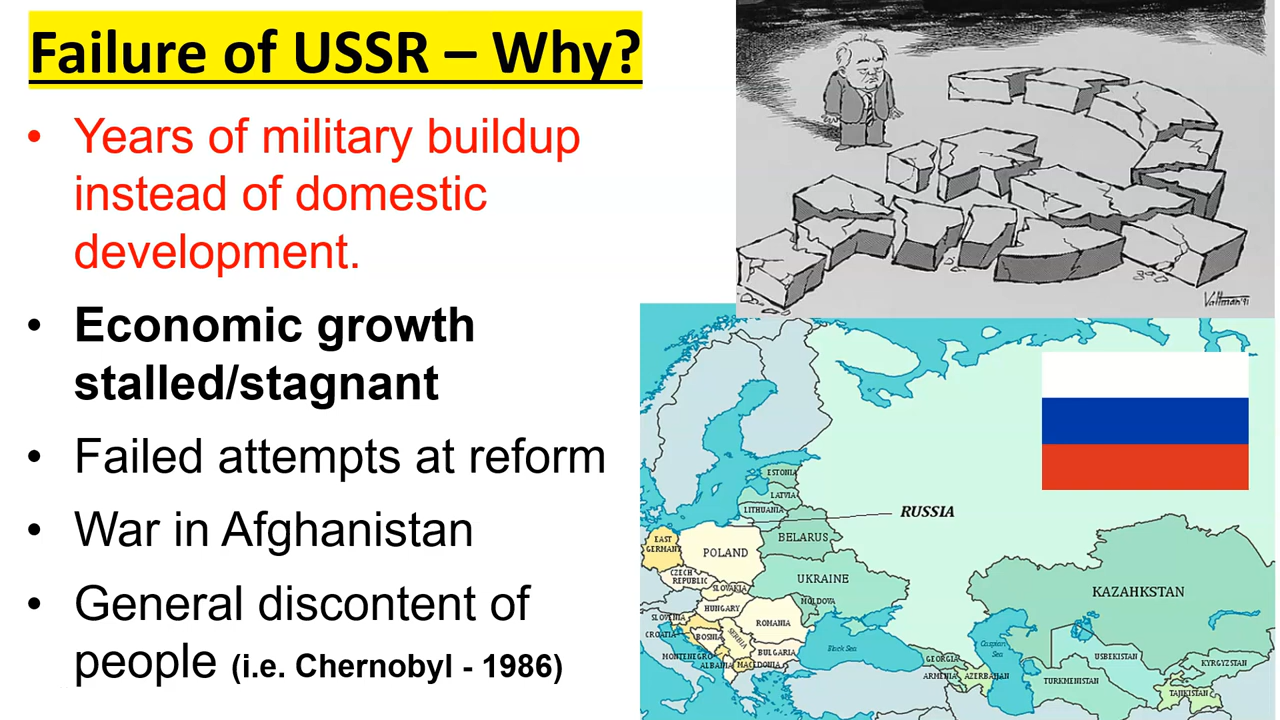 Failure of USSR – Why?
• Years of military buildup
instead of domestic
development.
• Economic growth
stalled/stagnant
• Failed attempts at reform
• War in Afghanistan
• General discontent of
people (i.e. Chernobyl - 1986)
Valtman '91
ESTONIA
LATVIA
LITHUANIA
RUSSIA
BELARUS
EAST
GERMANY
POLAND
CZECH
REPUBLIC
SLOVAKIA
UKRAINE
KAZAKHSTAN
HUNGARY
MOLDOVA
SLOVENIA
ROMANIA
CROATIA
BOSNIA
SERBIA
Black Sea
Caspian
Sea
MONTENEGRO
BULGARIA
ALBANIA
MACEDONIA
GEORGIA
ARMENIA
AZERBAIJAN
UZBEKISTAN
TURKMENISTAN
KYRGYZSTAN
TAJIKISTAN